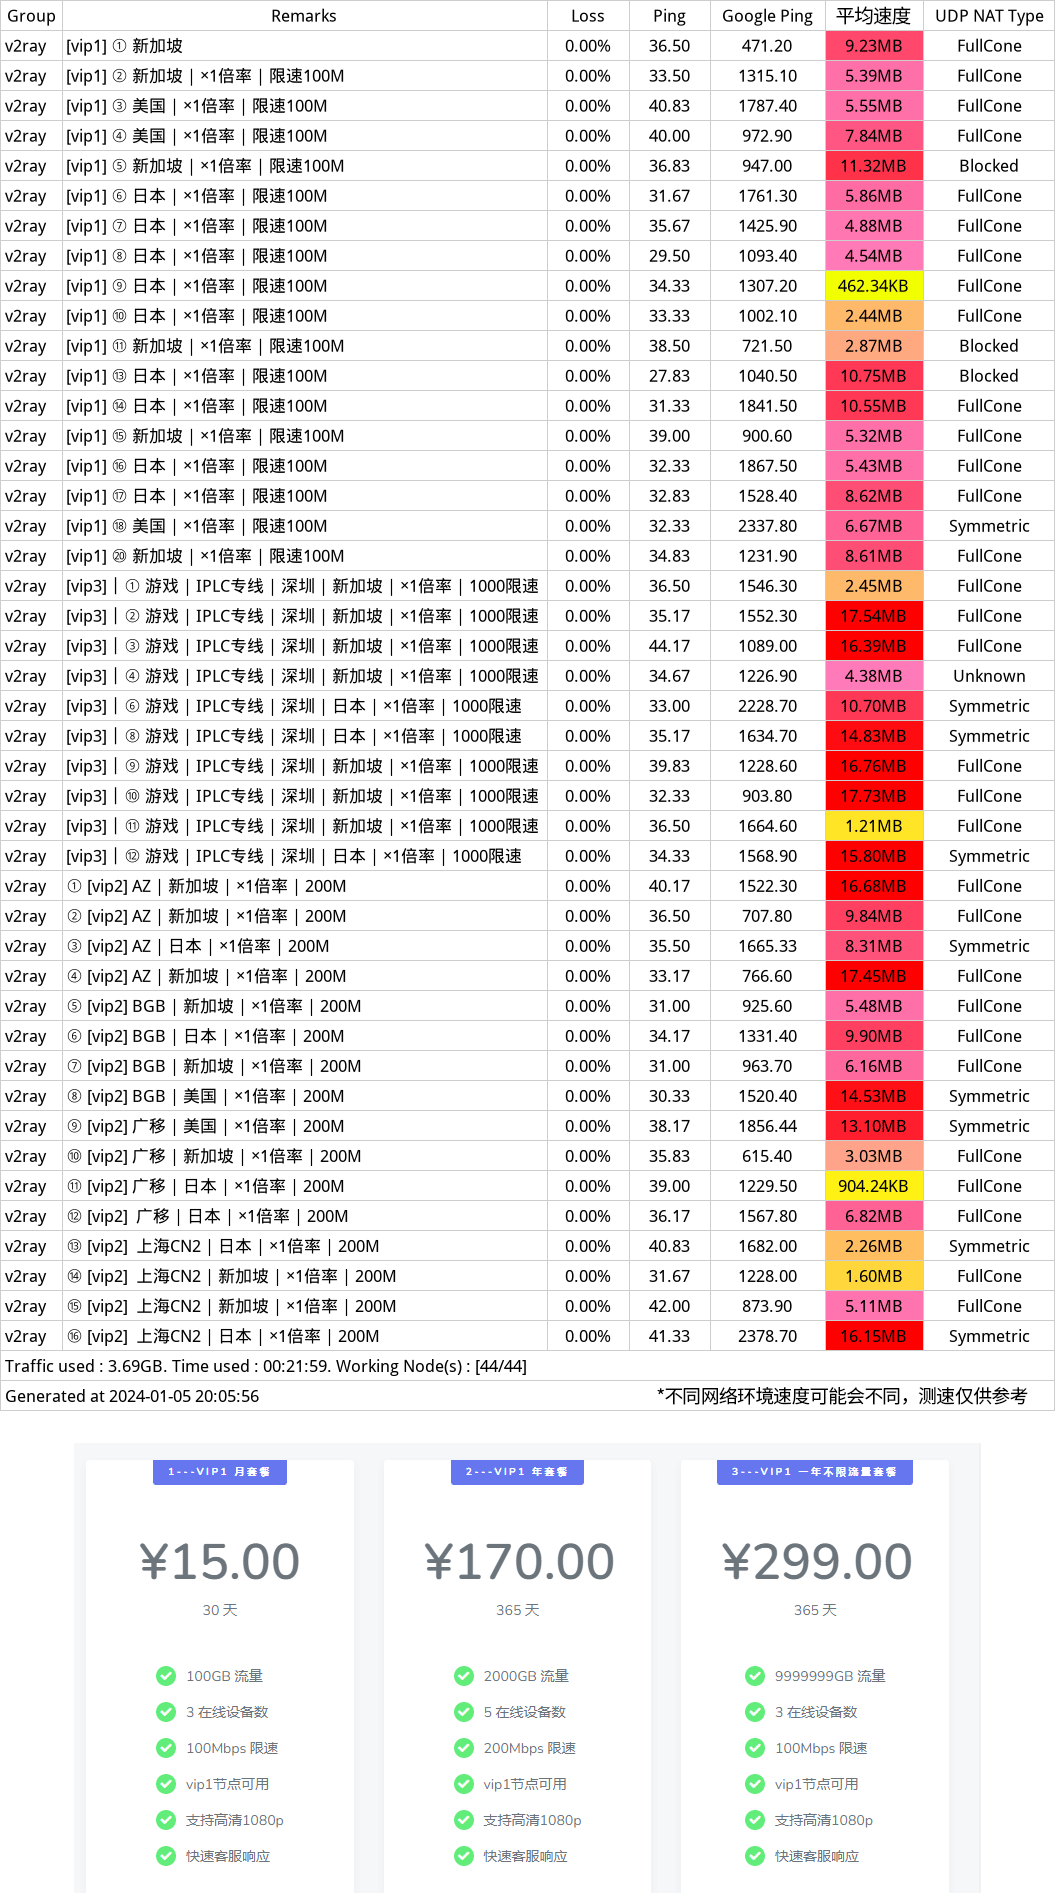 Group Remarks Loss Ping Google Ping 平均速度 UDP NAT Type
v2ray [vip1] ① 新加坡 0.00% 36.50 471.20 9.23MB FullCone
v2ray [vip1] ② 新加坡 | ×1倍率 | 限速100M 0.00% 33.50 1315.10 5.39MB FullCone
v2ray [vip1] ③ 美国 | ×1倍率 | 限速100M 0.00% 40.83 1787.40 5.55MB FullCone
v2ray [vip1] ④ 美国 | ×1倍率 | 限速100M 0.00% 40.00 972.90 7.84MB FullCone
v2ray [vip1] ⑤ 新加坡 | ×1倍率 | 限速100M 0.00% 36.83 947.00 11.32MB Blocked
v2ray [vip1] ⑥ 日本 | ×1倍率 | 限速100M 0.00% 31.67 1761.30 5.86MB FullCone
v2ray [vip1] ⑦ 日本 | ×1倍率 | 限速100M 0.00% 35.67 1425.90 4.88MB FullCone
v2ray [vip1] ⑧ 日本 | ×1倍率 | 限速100M 0.00% 29.50 1093.40 4.54MB FullCone
v2ray [vip1] ⑨ 日本 | ×1倍率 | 限速100M 0.00% 34.33 1307.20 462.34KB FullCone
v2ray [vip1] ⑩ 日本 | ×1倍率 | 限速100M 0.00% 33.33 1002.10 2.44MB FullCone
v2ray [vip1] ⑪ 新加坡 | ×1倍率 | 限速100M 0.00% 38.50 721.50 2.87MB Blocked
v2ray [vip1] ⑬ 日本 | ×1倍率 | 限速100M 0.00% 27.83 1040.50 10.75MB Blocked
v2ray [vip1] ⑭ 日本 | ×1倍率 | 限速100M 0.00% 31.33 1841.50 10.55MB FullCone
v2ray [vip1] ⑮ 新加坡 | ×1倍率 | 限速100M 0.00% 39.00 900.60 5.32MB FullCone
v2ray [vip1] ⑯ 日本 | ×1倍率 | 限速100M 0.00% 32.33 1867.50 5.43MB FullCone
v2ray [vip1] ⑰ 日本 | ×1倍率 | 限速100M 0.00% 32.83 1528.40 8.62MB FullCone
v2ray [vip1] ⑱ 美国 | ×1倍率 | 限速100M 0.00% 32.33 2337.80 6.67MB Symmetric
v2ray [vip1] ⑳ 新加坡 | ×1倍率 | 限速100M 0.00% 34.83 1231.90 8.61MB FullCone
v2ray [vip3]｜① 游戏 | IPLC专线 | 深圳 | 新加坡 | ×1倍率 | 1000限速 0.00% 36.50 1546.30 2.45MB FullCone
v2ray [vip3]｜② 游戏 | IPLC专线 | 深圳 | 新加坡 | ×1倍率 | 1000限速 0.00% 35.17 1552.30 17.54MB FullCone
v2ray [vip3]｜③ 游戏 | IPLC专线 | 深圳 | 新加坡 | ×1倍率 | 1000限速 0.00% 44.17 1089.00 16.39MB FullCone
v2ray [vip3]｜④ 游戏 | IPLC专线 | 深圳 | 新加坡 | ×1倍率 | 1000限速 0.00% 34.67 1226.90 4.38MB Unknown
v2ray [vip3]｜⑥ 游戏 | IPLC专线 | 深圳 | 日本 | ×1倍率 | 1000限速 0.00% 33.00 2228.70 10.70MB Symmetric
v2ray [vip3]｜⑧ 游戏 | IPLC专线 | 深圳 | 日本 | ×1倍率 | 1000限速 0.00% 35.17 1634.70 14.83MB Symmetric
v2ray [vip3]｜⑨ 游戏 | IPLC专线 | 深圳 | 新加坡 | ×1倍率 | 1000限速 0.00% 39.83 1228.60 16.76MB FullCone
v2ray [vip3]｜⑩ 游戏 | IPLC专线 | 深圳 | 新加坡 | ×1倍率 | 1000限速 0.00% 32.33 903.80 17.73MB FullCone
v2ray [vip3]｜⑪ 游戏 | IPLC专线 | 深圳 | 新加坡 | ×1倍率 | 1000限速 0.00% 36.50 1664.60 1.21MB FullCone
v2ray [vip3]｜⑫ 游戏 | IPLC专线 | 深圳 | 日本 | ×1倍率 | 1000限速 0.00% 34.33 1568.90 15.80MB Symmetric
v2ray ① [vip2] AZ | 新加坡 | ×1倍率 | 200M 0.00% 40.17 1522.30 16.68MB FullCone
v2ray ② [vip2] AZ | 新加坡 | ×1倍率 | 200M 0.00% 36.50 707.80 9.84MB FullCone
v2ray ③ [vip2] AZ | 日本 | ×1倍率 | 200M 0.00% 35.50 1665.33 8.31MB Symmetric
v2ray ④ [vip2] AZ | 新加坡 | ×1倍率 | 200M 0.00% 33.17 766.60 17.45MB FullCone
v2ray ⑤ [vip2] BGB | 新加坡 | ×1倍率 | 200M 0.00% 31.00 925.60 5.48MB FullCone
v2ray ⑥ [vip2] BGB | 日本 | ×1倍率 | 200M 0.00% 34.17 1331.40 9.90MB FullCone
v2ray ⑦ [vip2] BGB | 新加坡 | ×1倍率 | 200M 0.00% 31.00 963.70 6.16MB FullCone
v2ray ⑧ [vip2] BGB | 美国 | ×1倍率 | 200M 0.00% 30.33 1520.40 14.53MB Symmetric
v2ray ⑨ [vip2] 广移 | 美国 | ×1倍率 | 200M 0.00% 38.17 1856.44 13.10MB Symmetric
v2ray ⑩ [vip2] 广移 | 新加坡 | ×1倍率 | 200M 0.00% 35.83 615.40 3.03MB FullCone
v2ray ⑪ [vip2] 广移 | 日本 | ×1倍率 | 200M 0.00% 39.00 1229.50 904.24KB FullCone
v2ray ⑫ [vip2] 广移 | 日本 | ×1倍率 | 200M 0.00% 36.17 1567.80 6.82MB FullCone
v2ray ⑬ [vip2] 上海CN2 | 日本 | ×1倍率 | 200M 0.00% 40.83 1682.00 2.26MB Symmetric
v2ray ⑭ [vip2] 上海CN2 | 新加坡 | ×1倍率 | 200M 0.00% 31.67 1228.00 1.60MB FullCone
v2ray ⑮ [vip2] 上海CN2 | 新加坡 | ×1倍率 | 200M 0.00% 42.00 873.90 5.11MB FullCone
v2ray ⑯ [vip2] 上海CN2 | 日本 | ×1倍率 | 200M 0.00% 41.33 2378.70 16.15MB Symmetric
Traffic used : 3.69GB. Time used : 00:21:59. Working Node(s) : [44/44]
Generated at 2024-01-05 20:05:56 *不同网络环境速度可能会不同，测速仅供参考
1---VIP1 月套餐
¥15.00
30 天
100GB 流量
3 在线设备数
100Mbps 限速
vip1节点可用
支持高清1080p
快速客服响应
2---VIP1 年套餐
¥170.00
365 天
2000GB 流量
5 在线设备数
200Mbps 限速
vip1节点可用
支持高清1080p
快速客服响应
3---VIP1 一年不限流量套餐
¥299.00
365 天
9999999GB 流量
3 在线设备数
100Mbps 限速
vip1节点可用
支持高清1080p
快速客服响应